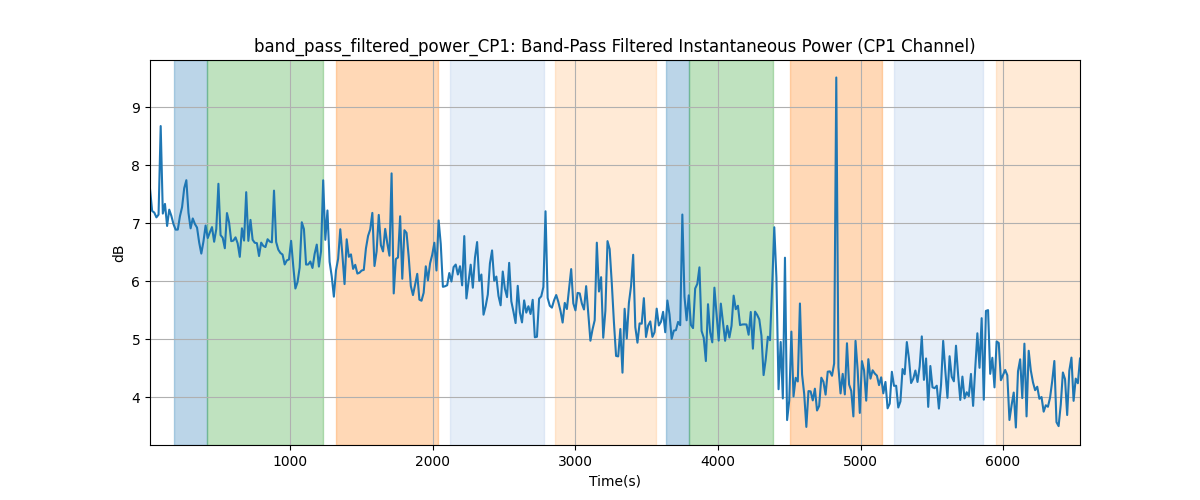 band_pass_filtered_power_CP1: Band-Pass Filtered Instantaneous Power (CP1 Channel)
dB
9
8
7
6
5
4
1000 2000 3000 4000 5000 6000
Time(s)